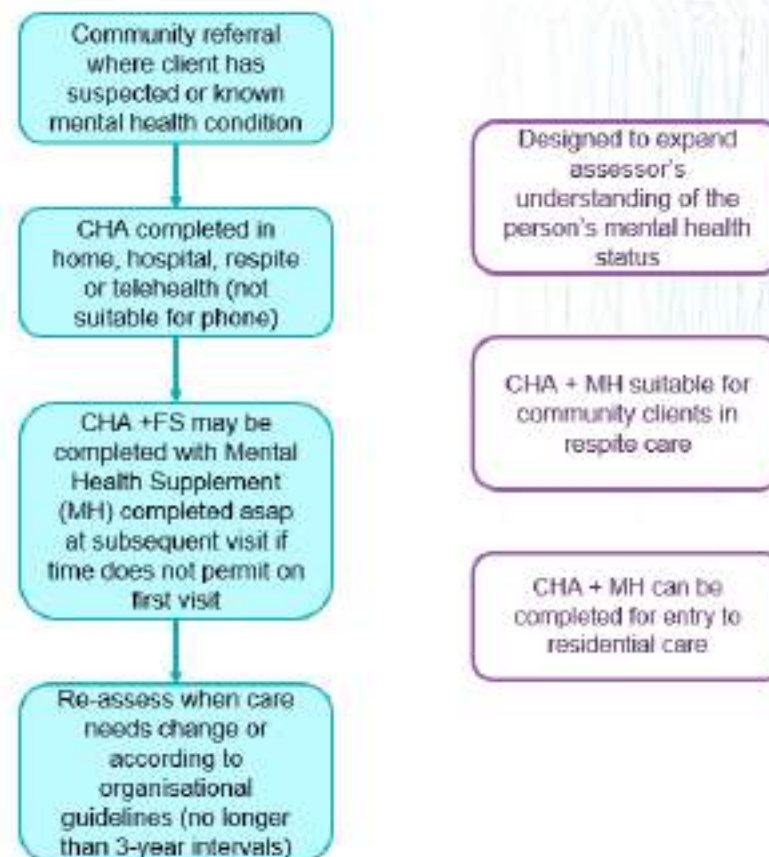 Community referral
where client has
suspected or known
mental health condition
CHA completed in
home, hospital, respite
or telehealth (not
suitable for phone)
CHA +FS may be
completed with Mental
Health Supplement
(MH) completed asap
at subsequent visit if
time does not permit on
first visit
Re-assess when care
needs change or
according to
organisational
guidelines (no longer
than 3-year intervals)
Designed to expand
assessor's
understanding of the
person's mental health
status
CHA + MH suitable for
community clients in
respite care
CHA + MH can be
completed for entry to
residential care